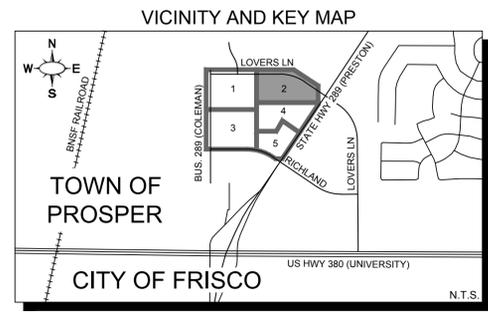 VICINITY AND KEY MAP
N
W E
S
BNSF RAILROAD
LOVERS LN
BUS. 289 (COLEMAN)
1
2
3
4
5
STATE HWY 289 (PRESTON)
RICHLAND
LOVERS LN
TOWN OF
PROSPER
US HWY 380 (UNIVERSITY)
CITY OF FRISCO
N.T.S.